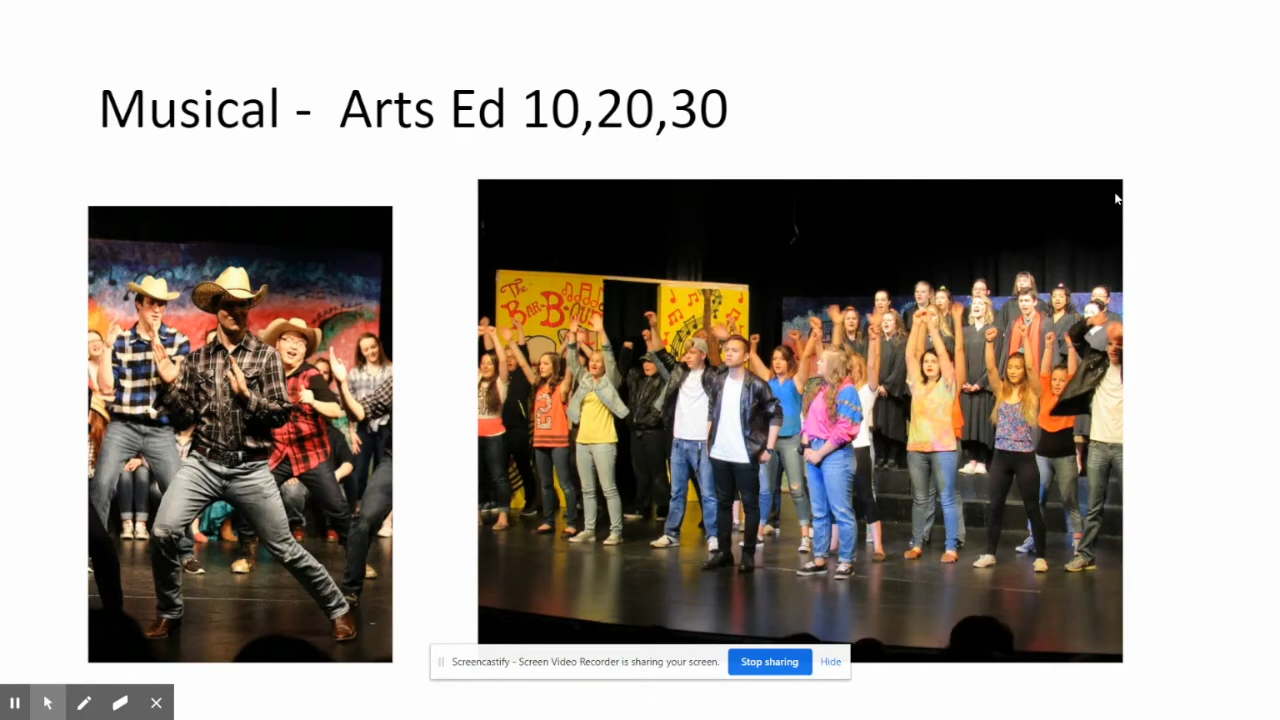 Musical - Arts Ed 10,20,30
The
Bar-B-Que
2
Screencastify - Screen Video Recorder is sharing your screen.
Stop sharing
Hide